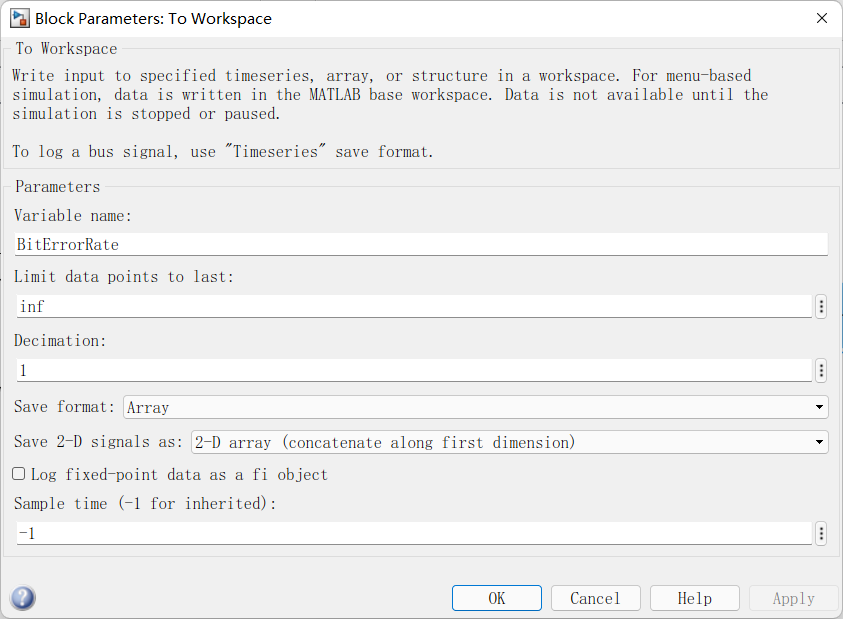 Block Parameters: To Workspace
To Workspace
Write input to specified timeseries, array, or structure in a workspace. For menu-based
simulation, data is written in the MATLAB base workspace. Data is not available until the
simulation is stopped or paused.
To log a bus signal, use "Timeseries" save format.
Parameters
Variable name:
BitErrorRate
Limit data points to last:
inf
Decimation:
1
Save format: Array
Save 2-D signals as: 2-D array (concatenate along first dimension)
Log fixed-point data as a fi object
Sample time (-1 for inherited):
-1
? OK Cancel Help Apply